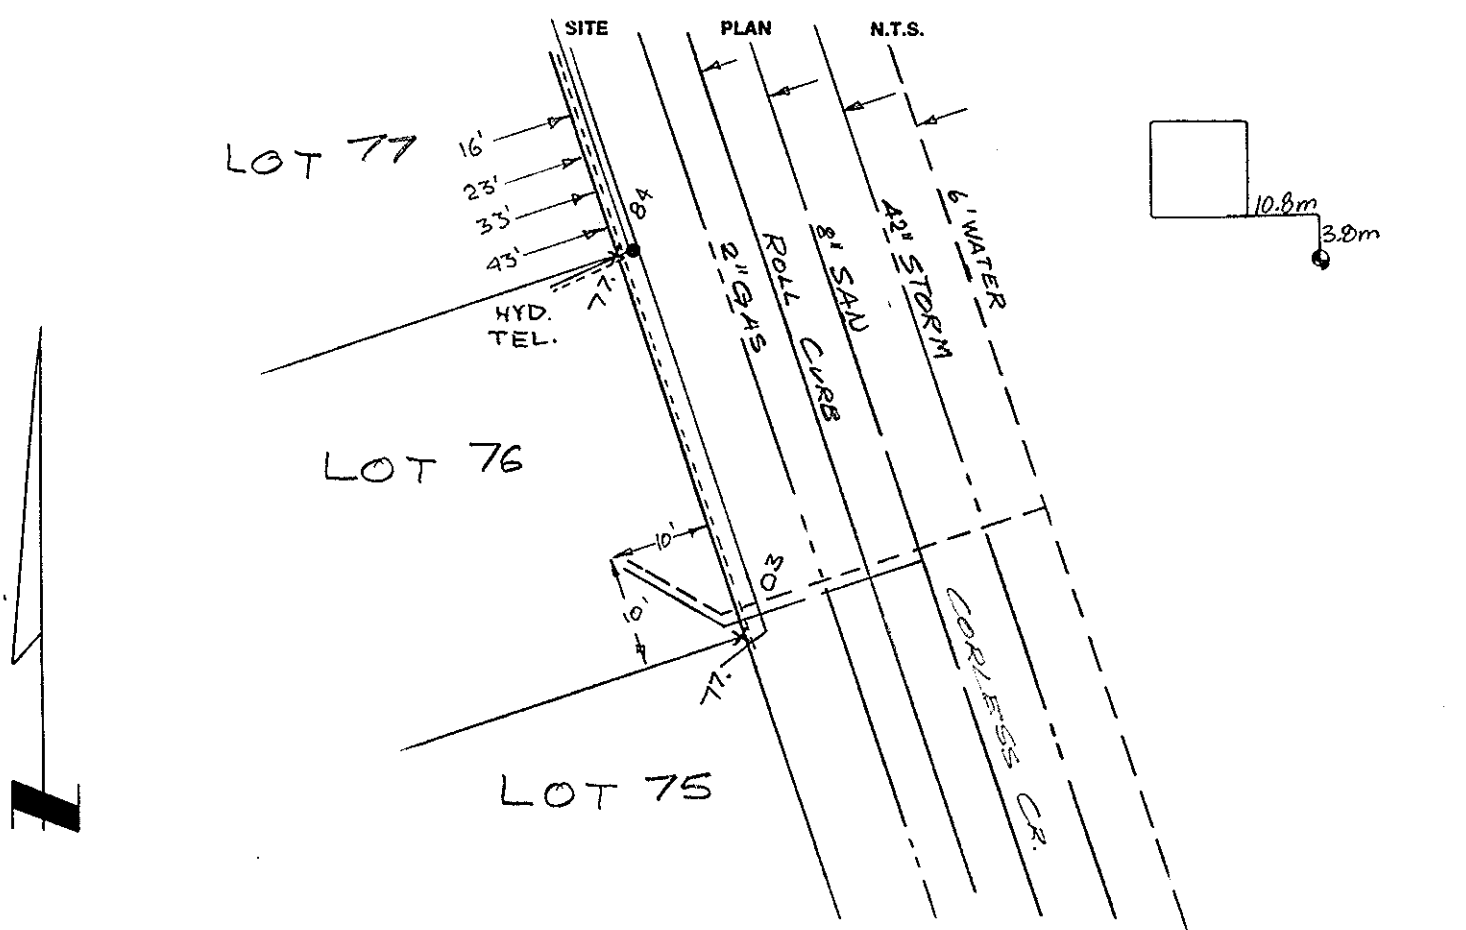 SITE PLAN N.T.S.
LOT 77
16'
23'
33'
43'
84
77.
HYD.
TEL.
2" GAS
ROLL CURB
8" SAN
42" STORM
6' WATER
10.8m
3.0m
LOT 76
10'
10'
03
77.
CORLESS CR.
LOT 75